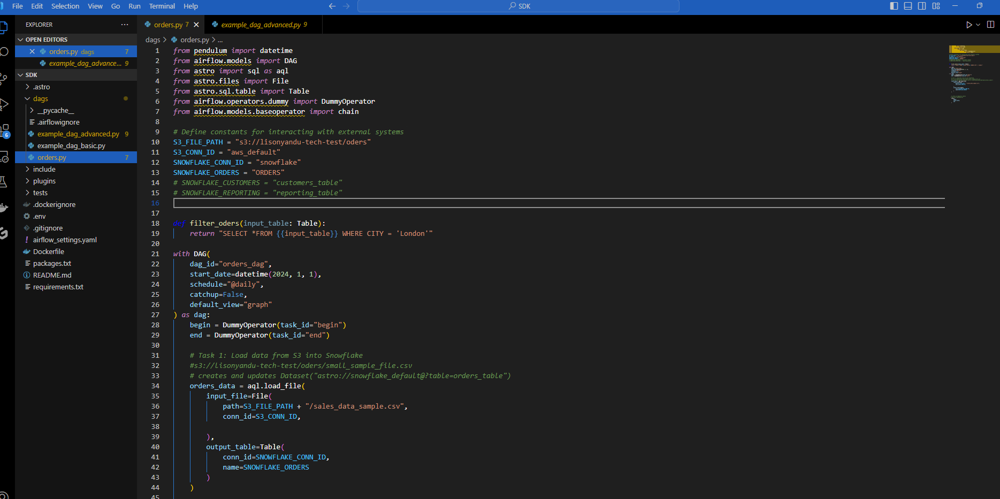 File Edit Selection View Go Run Terminal Help
SDK
EXPLORER
OPEN EDITORS
orders.py dags 7
example_dag_advance... 9
SDK
.astro
dags
__pycache__
.airflowignore
example_dag_advanced.py 9
example_dag_basic.py
orders.py 7
include
plugins
tests
.dockerignore
.env
.gitignore
airflow_settings.yaml
Dockerfile
packages.txt
README.md
requirements.txt
6
orders.py 7
example_dag_advanced.py 9
dags > orders.py > ...
1 from pendulum import datetime
2 from airflow.models import DAG
3 from astro import sql as aql
4 from astro.files import File
5 from astro.sql.table import Table
6 from airflow.operators.dummy import DummyOperator
7 from airflow.models.baseoperator import chain
8
9 # Define constants for interacting with external systems
10 S3_FILE_PATH = "s3://lisonyandu-tech-test/oders"
11 S3_CONN_ID = "aws_default"
12 SNOWFLAKE_CONN_ID = "snowflake"
13 SNOWFLAKE_ORDERS = "ORDERS"
14 # SNOWFLAKE_CUSTOMERS = "customers_table"
15 # SNOWFLAKE_REPORTING = "reporting_table"
16
17
18 def filter_oders(input_table: Table):
19 return "SELECT *FROM {{input_table}} WHERE CITY = 'London'"
20
21 with DAG(
22 dag_id="orders_dag",
23 start_date=datetime(2024, 1, 1),
24 schedule="@daily",
25 catchup=False,
26 default_view="graph"
27 ) as dag:
28 begin = DummyOperator(task_id="begin")
29 end = DummyOperator(task_id="end")
30
31 # Task 1: Load data from S3 into Snowflake
32 #s3://lisonyandu-tech-test/oders/small_sample_file.csv
33 # creates and updates Dataset("astro://snowflake_default@?table=orders_table")
34 orders_data = aql.load_file(
35 input_file=File(
36 path=S3_FILE_PATH + "/sales_data_sample.csv",
37 conn_id=S3_CONN_ID,
38
39 ),
40 output_table=Table(
41 conn_id=SNOWFLAKE_CONN_ID,
42 name=SNOWFLAKE_ORDERS
43 )
44 )
45